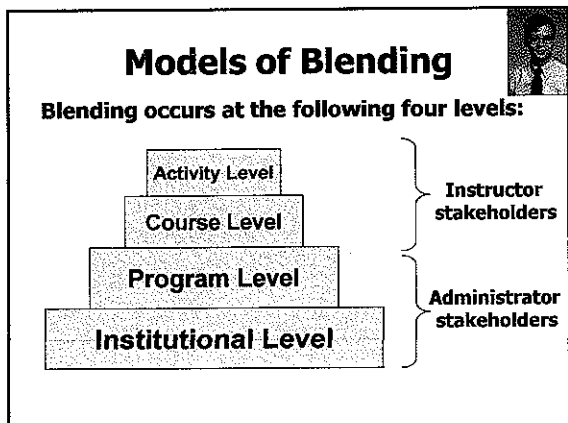 Models of Blending
Blending occurs at the following four levels:
Activity Level
Course Level
Program Level
Institutional Level
Instructor
stakeholders
Administrator
stakeholders